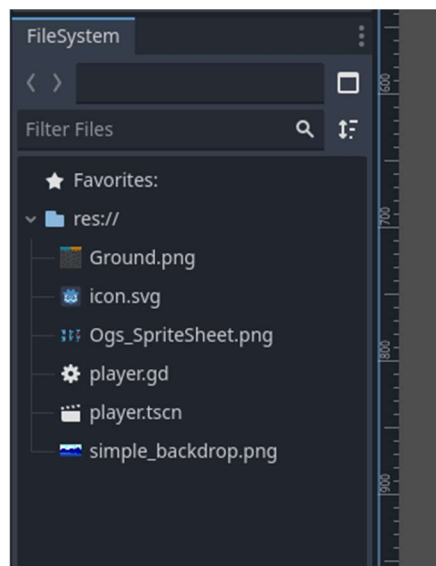 FileSystem
Filter Files
Favorites:
res://
Ground.png
icon.svg
Ogs_SpriteSheet.png
player.gd
player.tscn
simple_backdrop.png
600
700
800
900